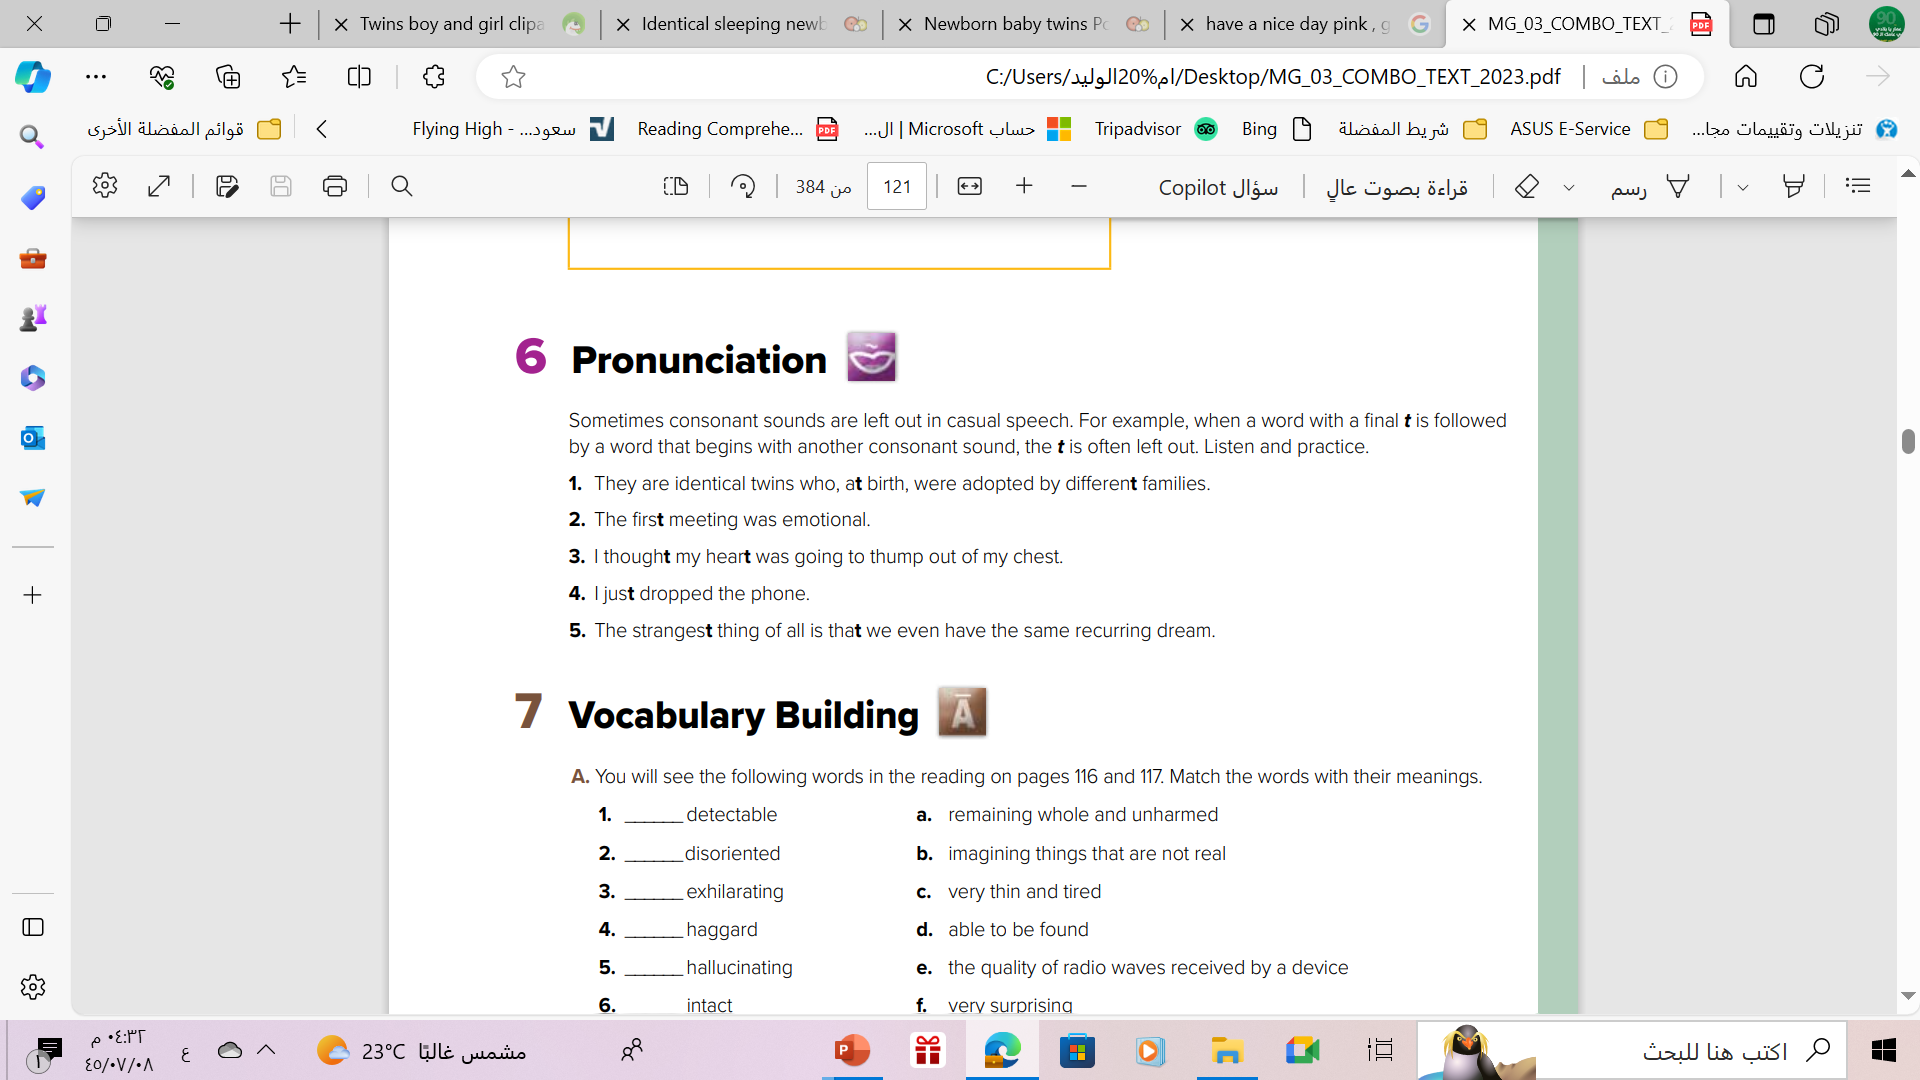 Twins boy and girl clipa
Identical sleeping newb
Newborn baby twins Po
have a nice day pink , g
MG_03_COMBO_TEXT_2
C:/Users/ام%20الوليد/Desktop/MG_03_COMBO_TEXT_2023.pdf
ملف
قوائم المفضلة الأخرى
Flying High - سعود...
Reading Comprehe...
حساب Microsoft | ال...
Tripadvisor
Bing
شريط المفضلة
ASUS E-Service
تنزيلات وتقييمات مجا...
من 384
121
سؤال Copilot
قراءة بصوت عالٍ
رسم
6 Pronunciation
Sometimes consonant sounds are left out in casual speech. For example, when a word with a final t is followed
by a word that begins with another consonant sound, the t is often left out. Listen and practice.
1. They are identical twins who, at birth, were adopted by different families.
2. The first meeting was emotional.
3. I thought my heart was going to thump out of my chest.
4. I just dropped the phone.
5. The strangest thing of all is that we even have the same recurring dream.
7 Vocabulary Building
A. You will see the following words in the reading on pages 116 and 117. Match the words with their meanings.
1. ______ detectable a. remaining whole and unharmed
2. ______ disoriented b. imagining things that are not real
3. ______ exhilarating c. very thin and tired
4. ______ haggard d. able to be found
5. ______ hallucinating e. the quality of radio waves received by a device
6. ______ intact f. very surprising
٠٤:٣٢ م
٤٥/٠٧/٠٨
ع
23°C مشمس غالبًا
اكتب هنا للبحث